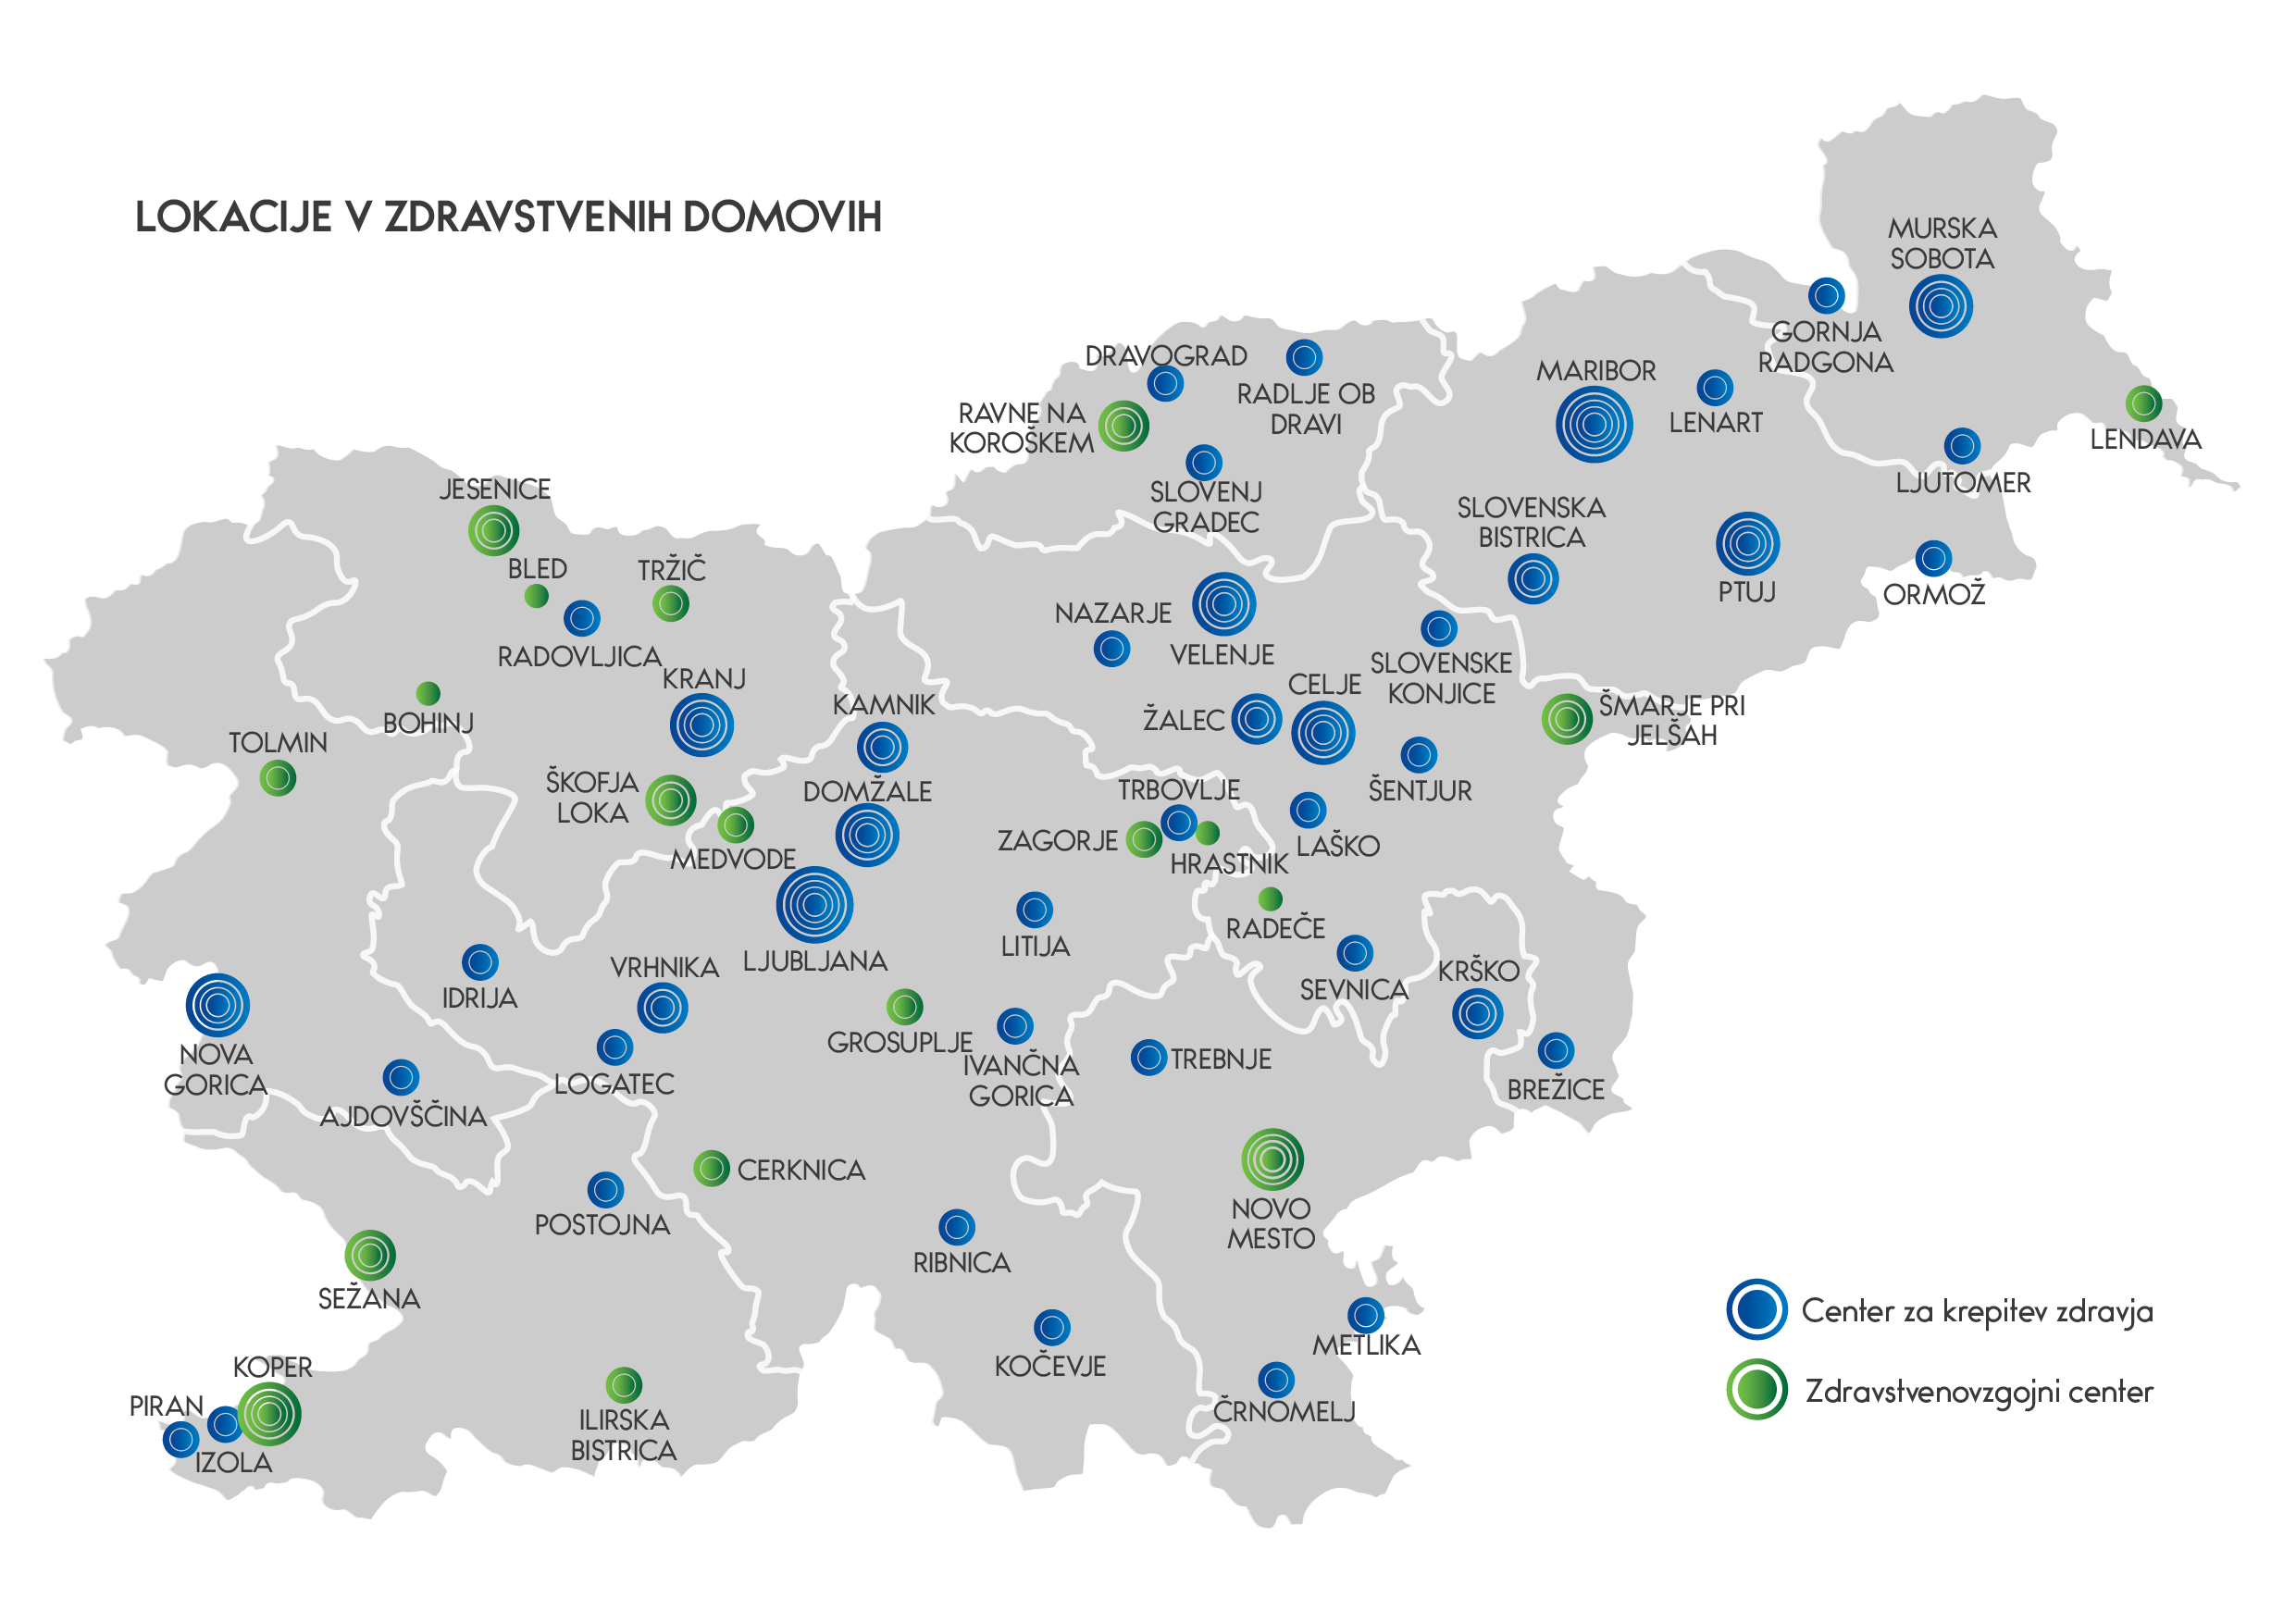 LOKACIJE V ZDRAVSTVENIH DOMOVIH
MURSKA
SOBOTA
GORNJA
RADGONA
DRAVOGRAD
RADLJE OB
DRAVI
MARIBOR
LENART
RAVNE NA
KOROŠKEM
LENDAVA
LJUTOMER
SLOVENJ
GRADEC
JESENICE
SLOVENSKA
BISTRICA
BLED
TRŽIČ
PTUJ
ORMOŽ
NAZARJE
VELENJE
RADOVLJICA
SLOVENSKE
KONJICE
KRANJ
CELJE
KAMNIK
ŽALEC
ŠMARJE PRI
JELŠAH
BOHINJ
TOLMIN
ŠKOFJA
LOKA
DOMŽALE
TRBOVLJE
ŠENTJUR
ZAGORJE
LAŠKO
MEDVODE
HRASTNIK
RADEČE
LITIJA
LJUBLJANA
VRHNIKA
KRŠKO
SEVNICA
IDRIJA
GROSUPLJE
NOVA
GORICA
IVANČNA
GORICA
TREBNJE
LOGATEC
BREŽICE
AJDOVŠČINA
CERKNICA
NOVO
MESTO
POSTOJNA
RIBNICA
SEŽANA
Center za krepitev zdravja
METLIKA
KOPER
KOČEVJE
Zdravstvenovzgojni center
PIRAN
ČRNOMELJ
ILIRSKA
BISTRICA
IZOLA